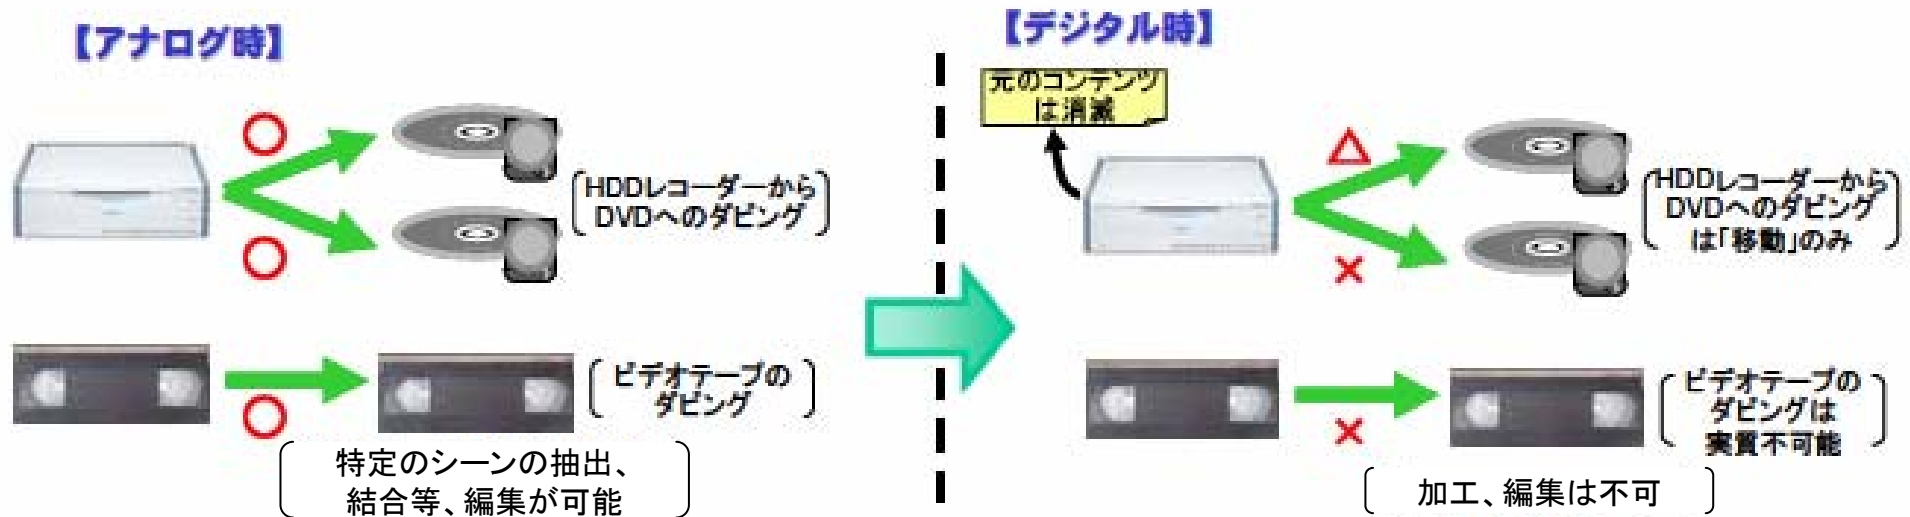 【アナログ時】
○
○
HDDレコーダーから
DVDへのダビング
○
ビデオテープの
ダビング
特定のシーンの抽出、
結合等、編集が可能
【デジタル時】
元のコンテンツ
は消滅
△
×
HDDレコーダーから
DVDへのダビング
は「移動」のみ
×
ビデオテープの
ダビングは
実質不可能
加工、編集は不可